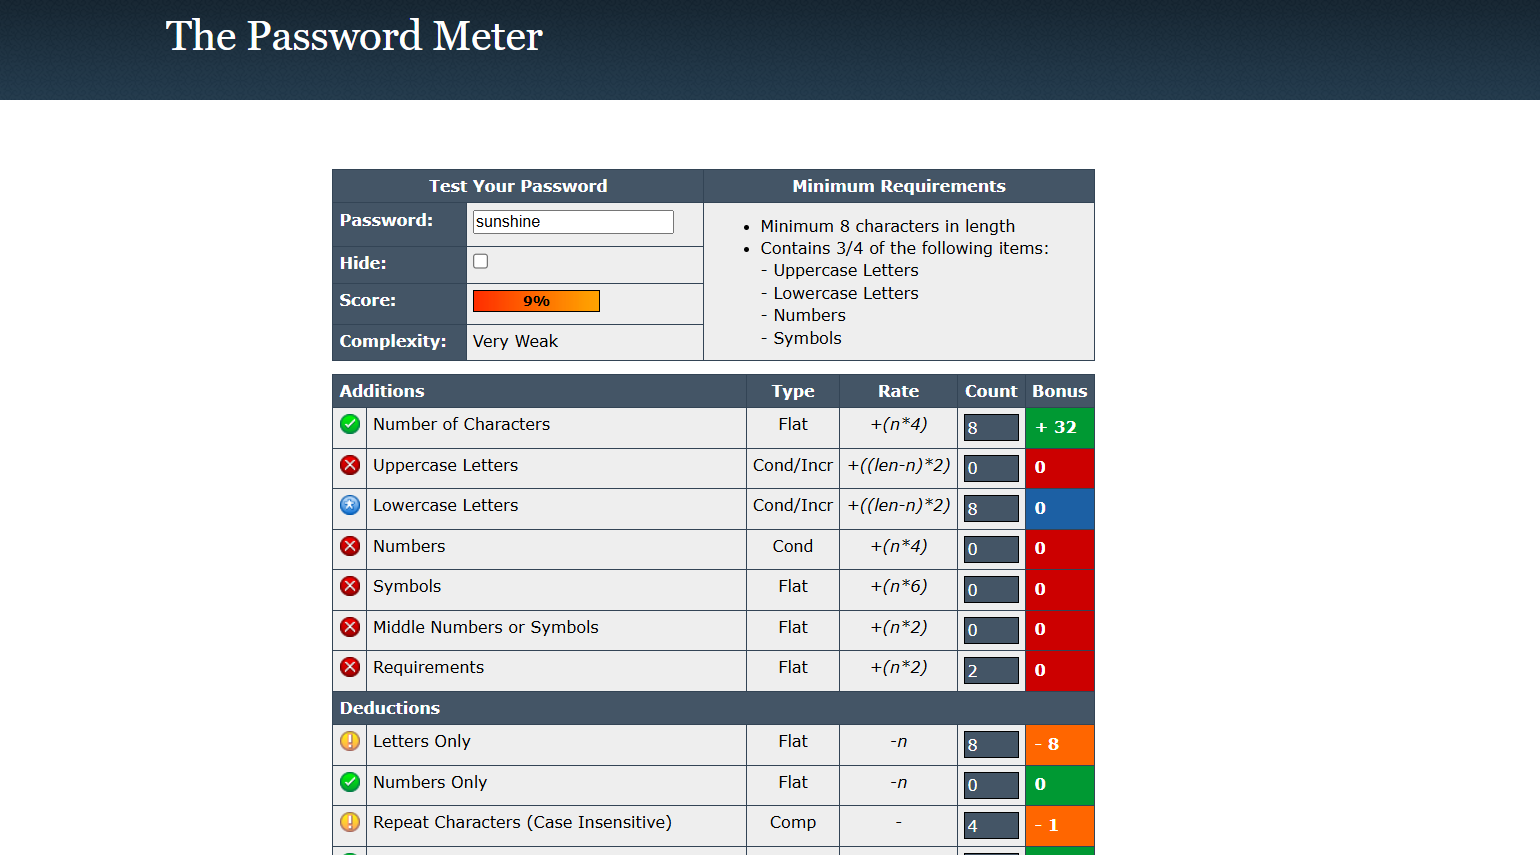 The Password Meter
Test Your Password Minimum Requirements
Password: sunshine
Hide:
Score: 9%
Complexity: Very Weak
• Minimum 8 characters in length
• Contains 3/4 of the following items:
- Uppercase Letters
- Lowercase Letters
- Numbers
- Symbols
Additions Type Rate Count Bonus
Number of Characters Flat +(n*4) 8 + 32
Uppercase Letters Cond/Incr +((len-n)*2) 0 0
Lowercase Letters Cond/Incr +((len-n)*2) 8 0
Numbers Cond +(n*4) 0 0
Symbols Flat +(n*6) 0 0
Middle Numbers or Symbols Flat +(n*2) 0 0
Requirements Flat +(n*2) 2 0
Deductions
Letters Only Flat -n 8 - 8
Numbers Only Flat -n 0 0
Repeat Characters (Case Insensitive) Comp - 4 - 1